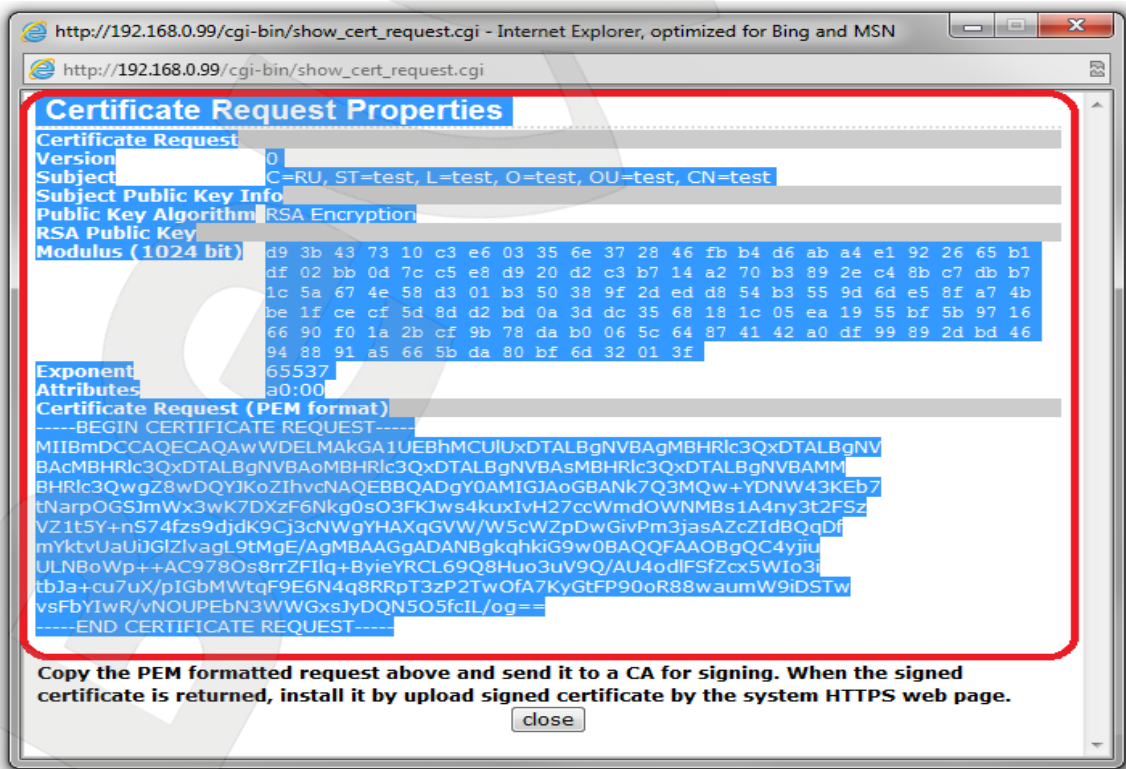 http://192.168.0.99/cgi-bin/show_cert_request.cgi - Internet Explorer, optimized for Bing and MSN
http://192.168.0.99/cgi-bin/show_cert_request.cgi
Certificate Request Properties
Certificate Request
Version 0
Subject C=RU, ST=test, L=test, O=test, OU=test, CN=test
Subject Public Key Info
Public Key Algorithm RSA Encryption
RSA Public Key
Modulus (1024 bit) d9 3b 43 73 10 c3 e6 03 35 6e 37 28 46 fb b4 d6 ab a4 e1 92 26 65 b1
df 02 bb 0d 7c c5 e8 d9 20 d2 c3 b7 14 a2 70 b3 89 2e c4 8b c7 db b7
1c 5a 67 4e 58 d3 01 b3 50 38 9f 2d ed d8 54 b3 55 9d 6d e5 8f a7 4b
be 1f ce cf 5d 8d d2 bd 0a 3d dc 35 68 18 1c 05 ea 19 55 bf 5b 97 16
66 90 f0 1a 2b cf 9b 78 da b0 06 5c 64 87 41 42 a0 df 99 89 2d bd 46
94 88 91 a5 66 5b da 80 bf 6d 32 01 3f
Exponent 65537
Attributes a0:00
Certificate Request (PEM format)
-----BEGIN CERTIFICATE REQUEST-----
MIIBmDCCAQECAQAwWDELMAkGA1UEBhMCUlUxDTALBgNVBAgMBHRlc3QxDTALBgNV
BAcMBHRlc3QxDTALBgNVBAoMBHRlc3QxDTALBgNVBAsMBHRlc3QxDTALBgNVBAMM
BHRlc3QwgZ8wDQYJKoZIhvcNAQEBBQADgY0AMIGJAoGBANk7Q3MQw+YDNW43KEb7
tNarpOGSJmWx3wK7DXzF6Nkg0sO3FKJws4kuxIvH27ccWmdOWNMBs1A4ny3t2FSz
VZ1t5Y+nS74fzs9djdK9Cj3cNWgYHAXqGVW/W5cWZpDwGivPm3jasAZcZIdBQqDf
mYktvUaUiJGlZlvagL9tMgE/AgMBAAGgADANBgkqhkiG9w0BAQQFAAOBgQC4yjiu
ULNBoWp++AC978Os8rrZFIlq+ByieYRCL69Q8Huo3uV9Q/AU4odlFSfZcx5WIo3i
tbJa+cu7uX/pIGbMWtqF9E6N4q8RRpT3zP2TwOfA7KyGtFP90oR88waumW9iDSTw
vsFbYIwR/vNOUPEbN3WWGxsJyDQN5O5fcIL/og==
-----END CERTIFICATE REQUEST-----
Copy the PEM formatted request above and send it to a CA for signing. When the signed
certificate is returned, install it by upload signed certificate by the system HTTPS web page.
close